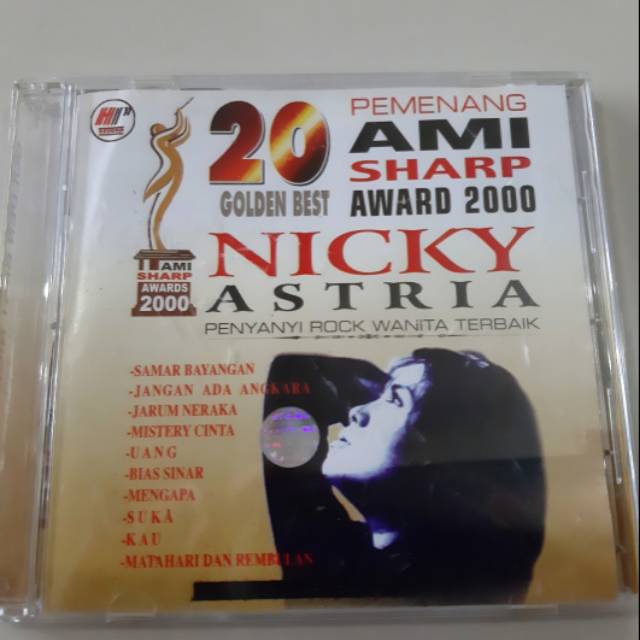 HP
20
GOLDEN BEST
PEMENANG
AMI
SHARP
AWARD 2000
AMI
SHARP
AWARDS
2000
NICKY
ASTRIA
PENYANYI ROCK WANITA TERBAIK
-SAMAR BAYANGAN
-JANGAN ADA ANGKARA
-JARUM NERAKA
-MISTERY CINTA
-UANG
-BIAS SINAR
-MENGAPA
-SUKA
-KAU
-MATAHARI DAN REMBULAN